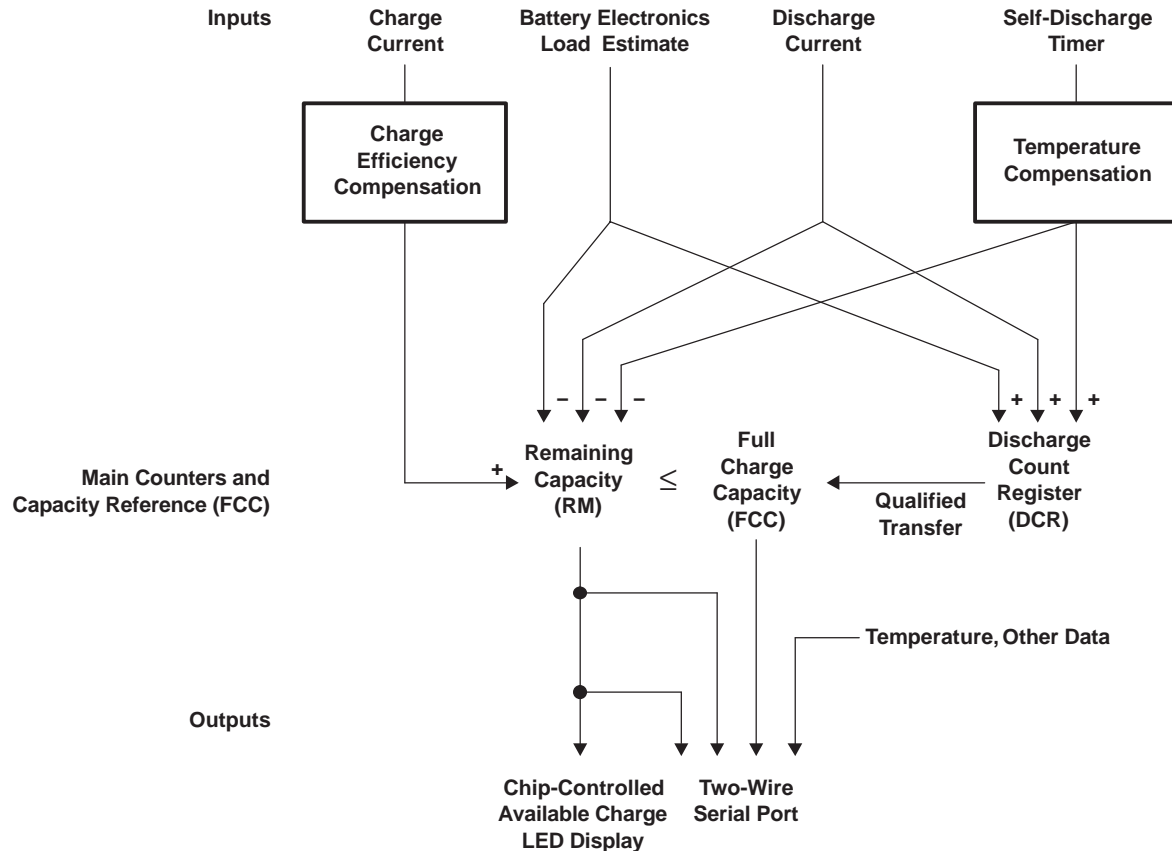 Inputs
Charge
Current
Battery Electronics
Load Estimate
Discharge
Current
Self-Discharge
Timer
Charge
Efficiency
Compensation
Temperature
Compensation
– – –
+ + +
Main Counters and
Capacity Reference (FCC)
+
Remaining
Capacity
(RM)
≤
Full
Charge
Capacity
(FCC)
Qualified
Transfer
Discharge
Count
Register
(DCR)
Temperature, Other Data
Outputs
Chip-Controlled
Available Charge
LED Display
Two-Wire
Serial Port